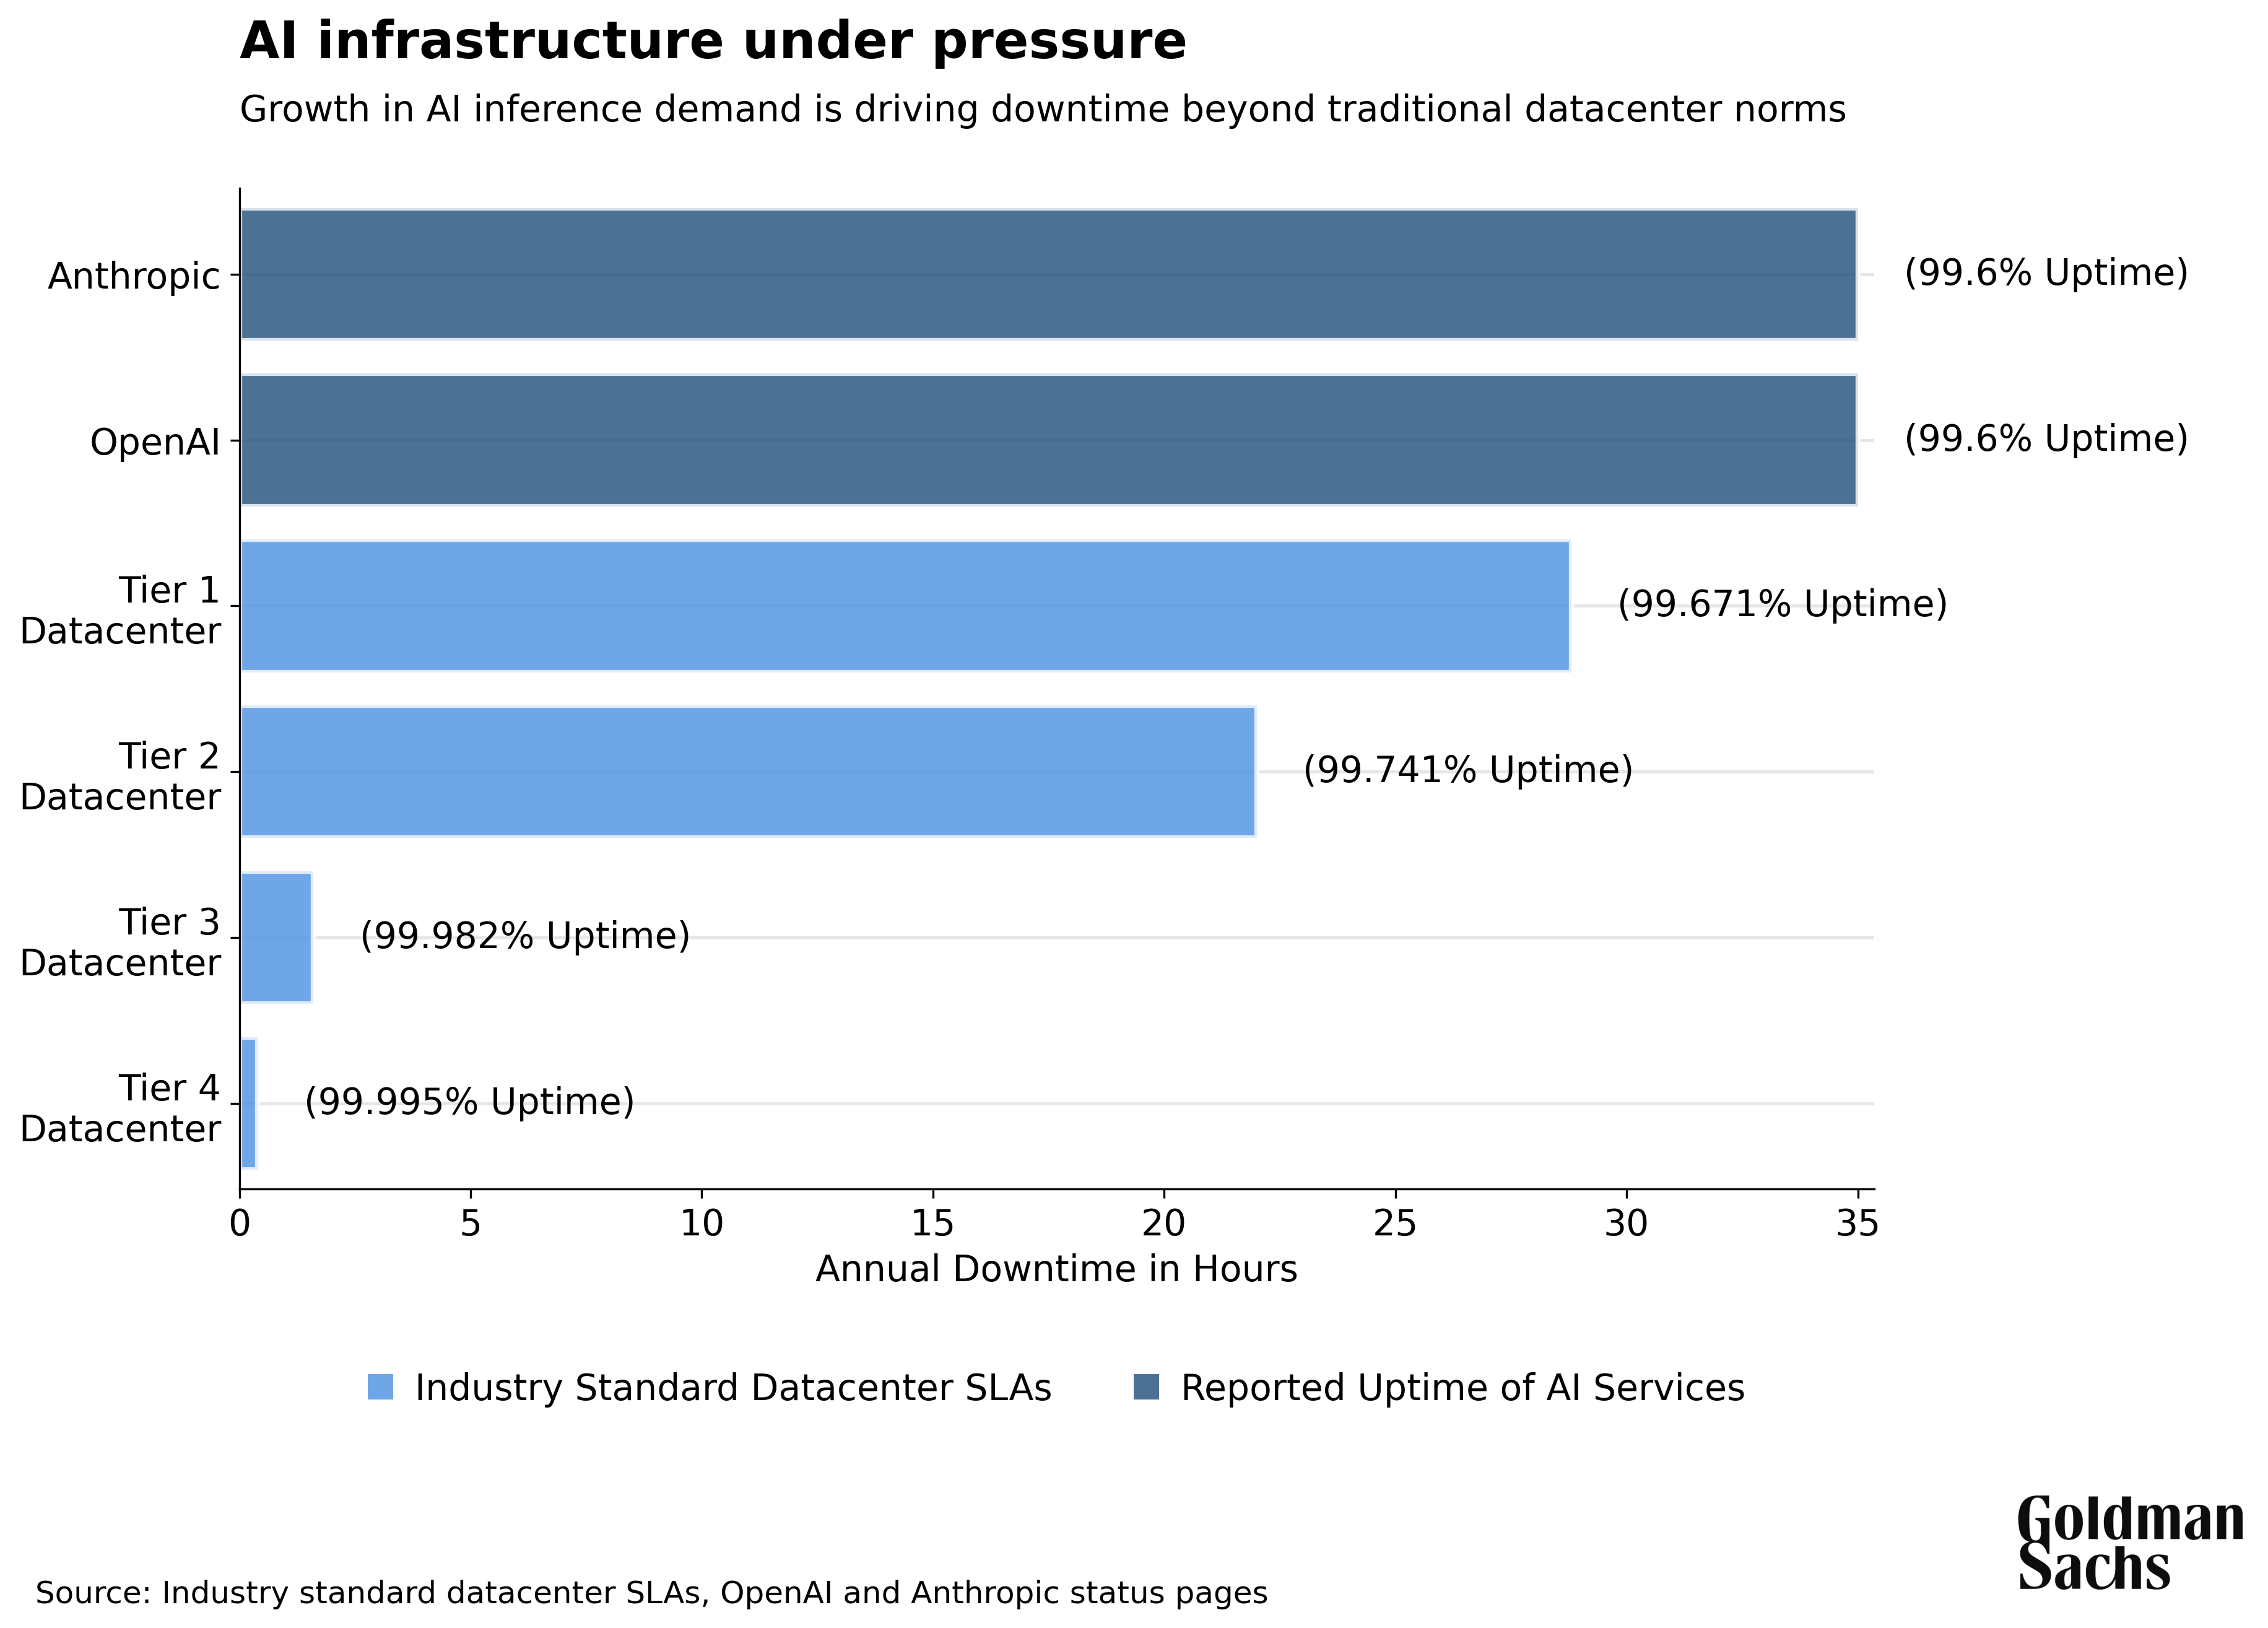 AI infrastructure under pressure
Growth in AI inference demand is driving downtime beyond traditional datacenter norms
Anthropic
(99.6% Uptime)
OpenAI
(99.6% Uptime)
Tier 1
Datacenter
(99.671% Uptime)
Tier 2
Datacenter
(99.741% Uptime)
Tier 3
Datacenter
(99.982% Uptime)
Tier 4
Datacenter
(99.995% Uptime)
0 5 10 15 20 25 30 35
Annual Downtime in Hours
Industry Standard Datacenter SLAs Reported Uptime of AI Services
Goldman
Sachs
Source: Industry standard datacenter SLAs, OpenAI and Anthropic status pages